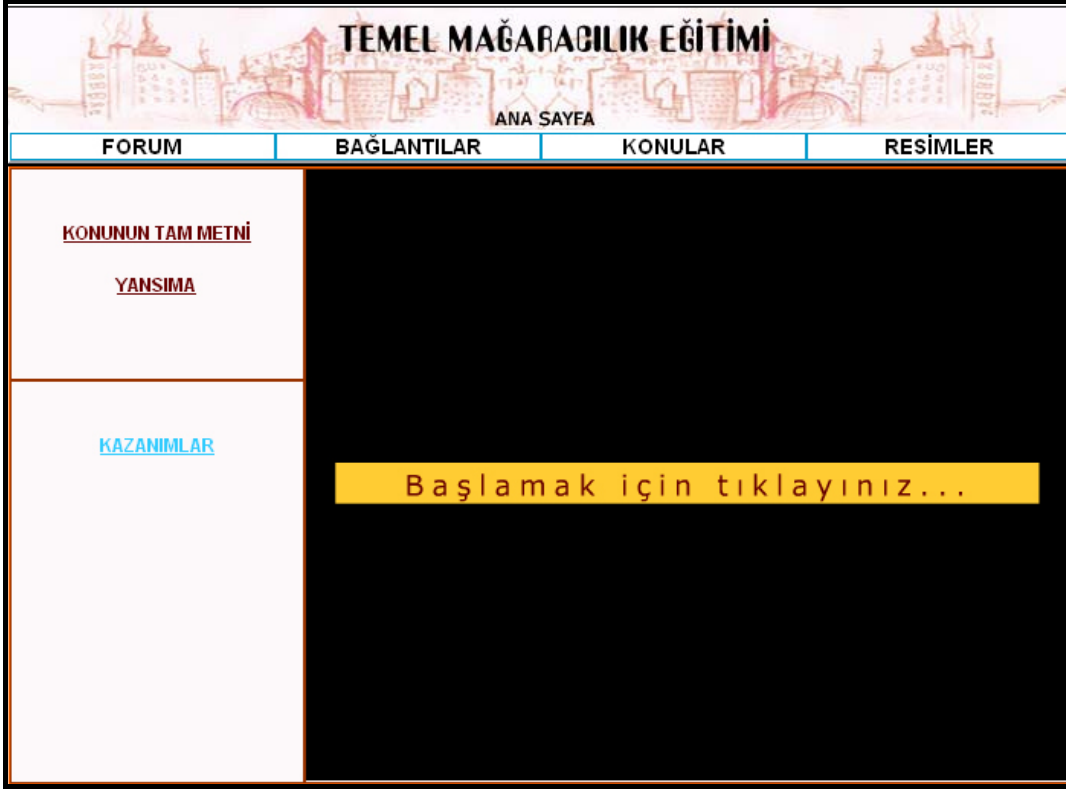 TEMEL MAĞARACILIK EĞİTİMİ
ANA SAYFA
FORUM BAĞLANTILAR KONULAR RESİMLER
KONUNUN TAM METNİ
YANSIMA
KAZANIMLAR
Başlamak için tıklayınız...